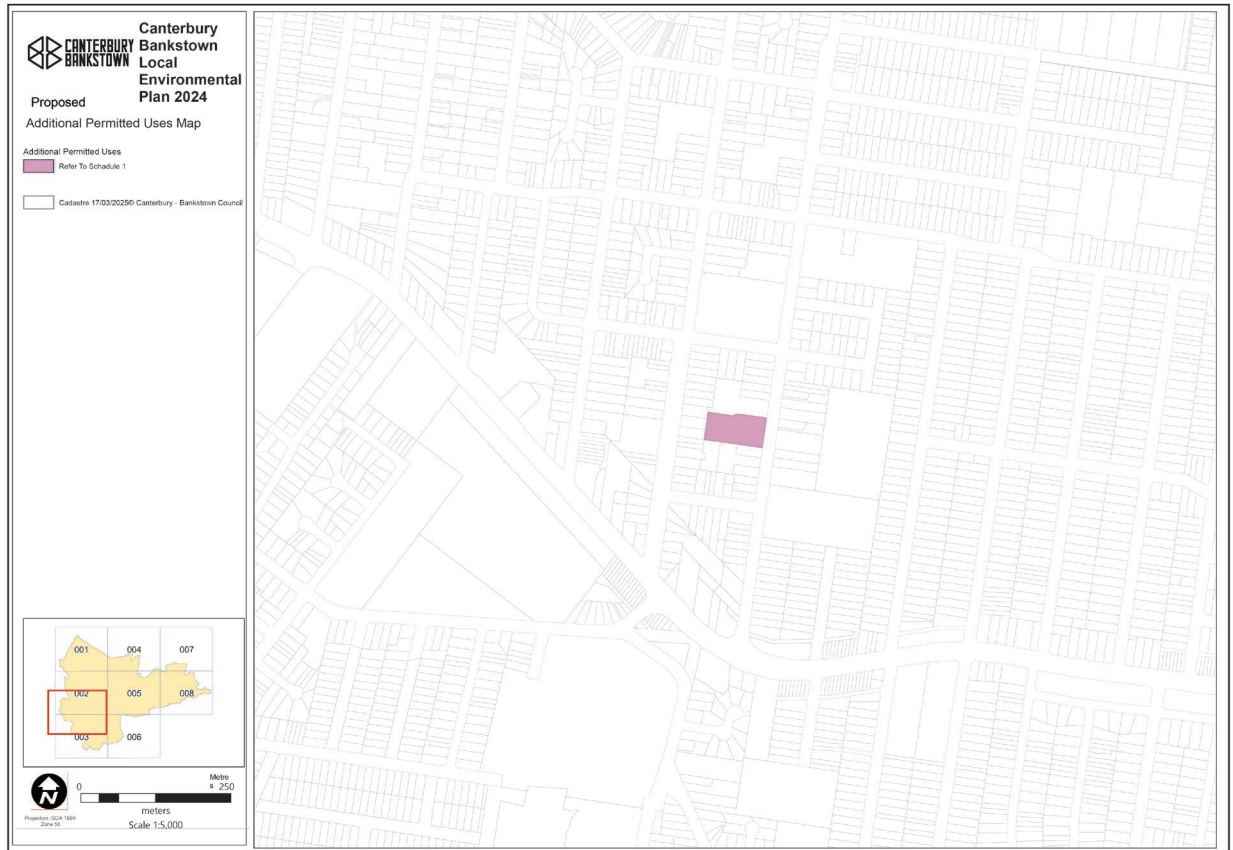 CANTERBURY
BANKSTOWN
Canterbury
Bankstown
Local
Environmental
Plan 2024
Proposed
Additional Permitted Uses Map
Additional Permitted Uses
Refer To Schadule 1
Cadastre 17/03/2025© Canterbury - Bankstown Council
001 004 007
002 005 008
003 006
N
Projection :GDA 1994
Zone 56
0
Metre
s 250
meters
Scale 1:5,000